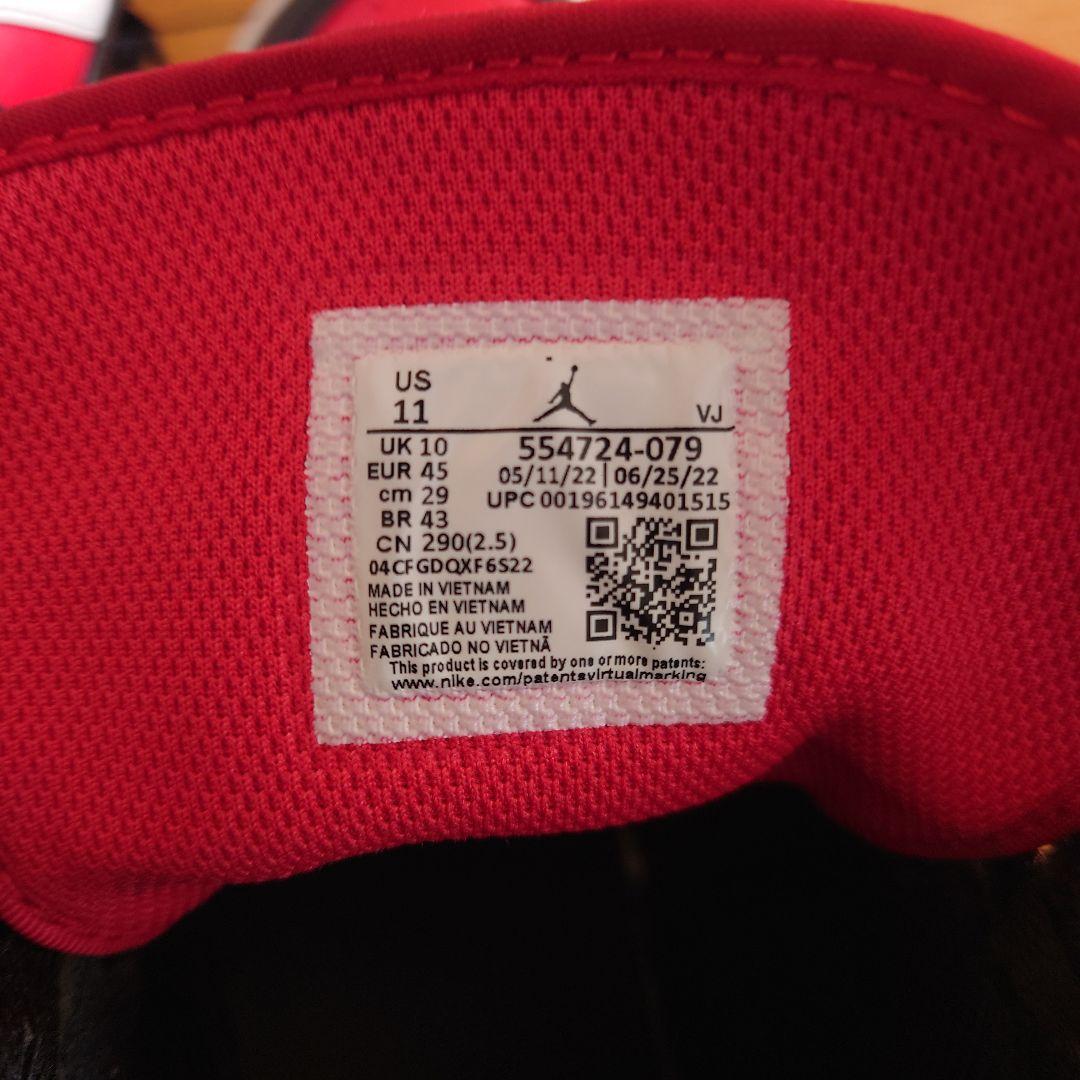 US
11
VJ
UK 10
EUR 45
cm 29
BR 43
CN 290(2.5)
554724-079
05/11/22 | 06/25/22
UPC 00196149401515
04CFGDQXF6S22
MADE IN VIETNAM
HECHO EN VIETNAM
FABRIQUE AU VIETNAM
FABRICADO NO VIETNÃ
This product is covered by one or more patents:
www.nike.com/patentsvirtualmarking